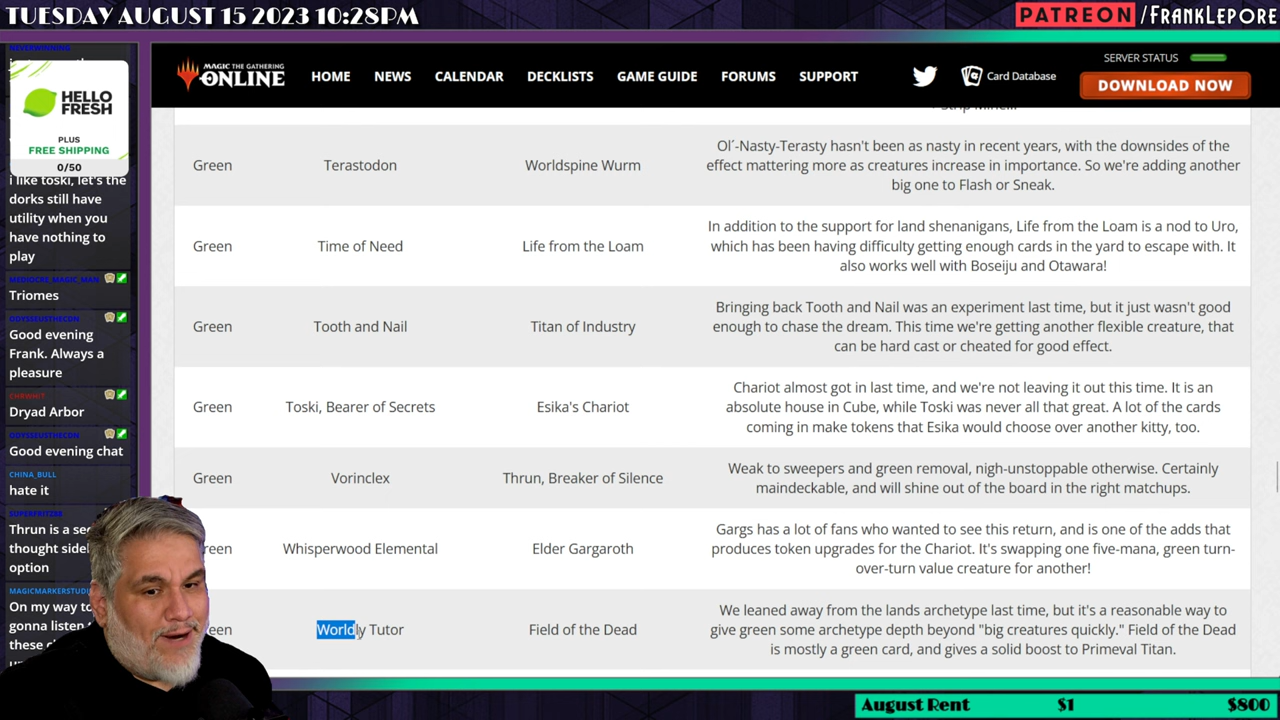 TUESDAY AUGUST 15 2023 10:28PM
PATREON /FRANKLEPORE
NEVERWINNING
HELLO
FRESH
PLUS
FREE SHIPPING
0/50
i like toski, let's the
dorks still have
utility when you
have nothing to
play
MEDIOCRE_MAGIC_MAN
Triomes
ODYSSEUSTHECON
Good evening
Frank. Always a
pleasure
CHRWHIT
Dryad Arbor
ODYSSEUSTHECON
Good evening chat
CHINA_BULL
hate it
Thrun is a
thought
option
On my way to
gonna listen
these
MAGIC THE GATHERING
ONLINE
HOME NEWS CALENDAR DECKLISTS GAME GUIDE FORUMS SUPPORT
Card Database
SERVER STATUS
DOWNLOAD NOW
Green Terastodon Worldspine Wurm
Ol´-Nasty-Terasty hasn't been as nasty in recent years, with the downsides of the
effect mattering more as creatures increase in importance. So we're adding another
big one to Flash or Sneak.
Green Time of Need Life from the Loam
In addition to the support for land shenanigans, Life from the Loam is a nod to Uro,
which has been having difficulty getting enough cards in the yard to escape with. It
also works well with Boseiju and Otawara!
Green Tooth and Nail Titan of Industry
Bringing back Tooth and Nail was an experiment last time, but it just wasn't good
enough to chase the dream. This time we're getting another flexible creature, that
can be hard cast or cheated for good effect.
Green Toski, Bearer of Secrets Esika's Chariot
Chariot almost got in last time, and we're not leaving it out this time. It is an
absolute house in Cube, while Toski was never all that great. A lot of the cards
coming in make tokens that Esika would choose over another kitty, too.
Green Vorinclex Thrun, Breaker of Silence
Weak to sweepers and green removal, nigh-unstoppable otherwise. Certainly
maindeckable, and will shine out of the board in the right matchups.
Whisperwood Elemental Elder Gargaroth
Gargs has a lot of fans who wanted to see this return, and is one of the adds that
produces token upgrades for the Chariot. It's swapping one five-mana, green turn-
over-turn value creature for another!
Worldly Tutor Field of the Dead
We leaned away from the lands archetype last time, but it's a reasonable way to
give green some archetype depth beyond "big creatures quickly." Field of the Dead
is mostly a green card, and gives a solid boost to Primeval Titan.
August Rent $1 $800